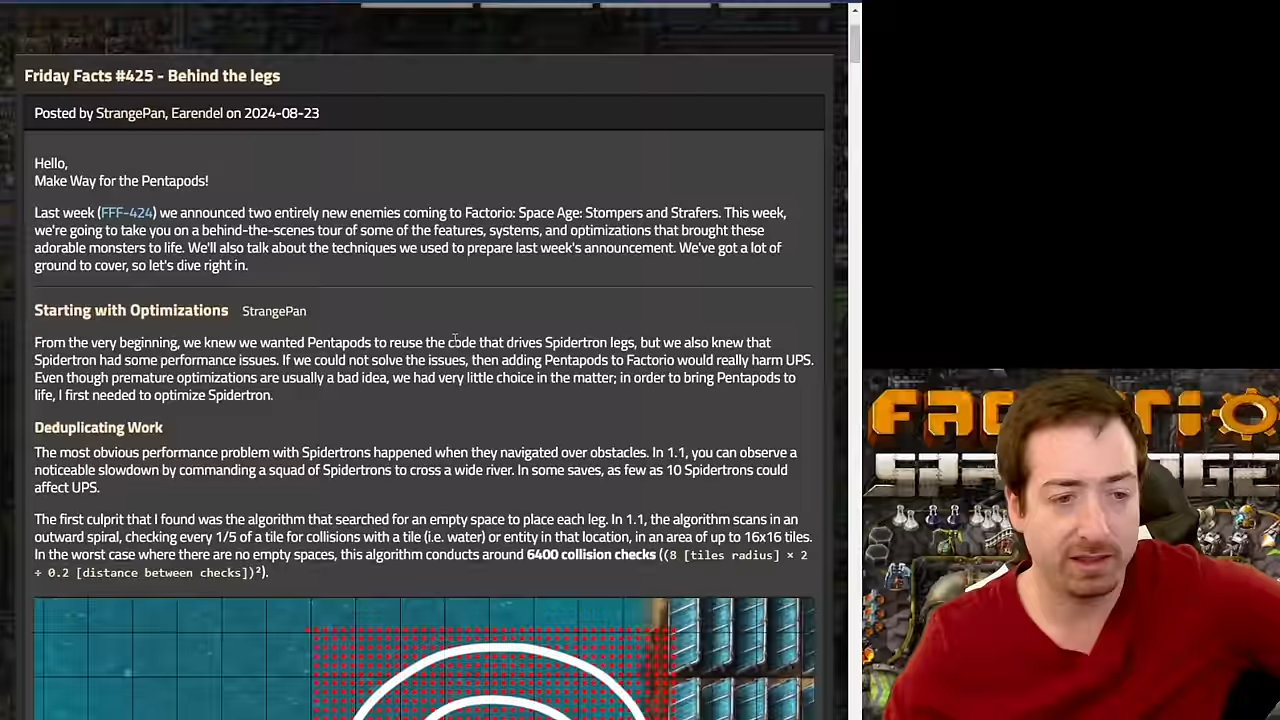 Friday Facts #425 - Behind the legs
Posted by StrangePan, Earendel on 2024-08-23
Hello,
Make Way for the Pentapods!
Last week (FFF-424) we announced two entirely new enemies coming to Factorio: Space Age: Stompers and Strafers. This week,
we're going to take you on a behind-the-scenes tour of some of the features, systems, and optimizations that brought these
adorable monsters to life. We'll also talk about the techniques we used to prepare last week's announcement. We've got a lot of
ground to cover, so let's dive right in.
Starting with Optimizations StrangePan
From the very beginning, we knew we wanted Pentapods to reuse the code that drives Spidertron legs, but we also knew that
Spidertron had some performance issues. If we could not solve the issues, then adding Pentapods to Factorio would really harm UPS.
Even though premature optimizations are usually a bad idea, we had very little choice in the matter; in order to bring Pentapods to
life, I first needed to optimize Spidertron.
Deduplicating Work
The most obvious performance problem with Spidertrons happened when they navigated over obstacles. In 1.1, you can observe a
noticeable slowdown by commanding a squad of Spidertrons to cross a wide river. In some saves, as few as 10 Spidertrons could
affect UPS.
The first culprit that I found was the algorithm that searched for an empty space to place each leg. In 1.1, the algorithm scans in an
outward spiral, checking every 1/5 of a tile for collisions with a tile (i.e. water) or entity in that location, in an area of up to 16x16 tiles.
In the worst case where there are no empty spaces, this algorithm conducts around 6400 collision checks ((8 [tiles radius] × 2
÷ 0.2 [distance between checks])²).